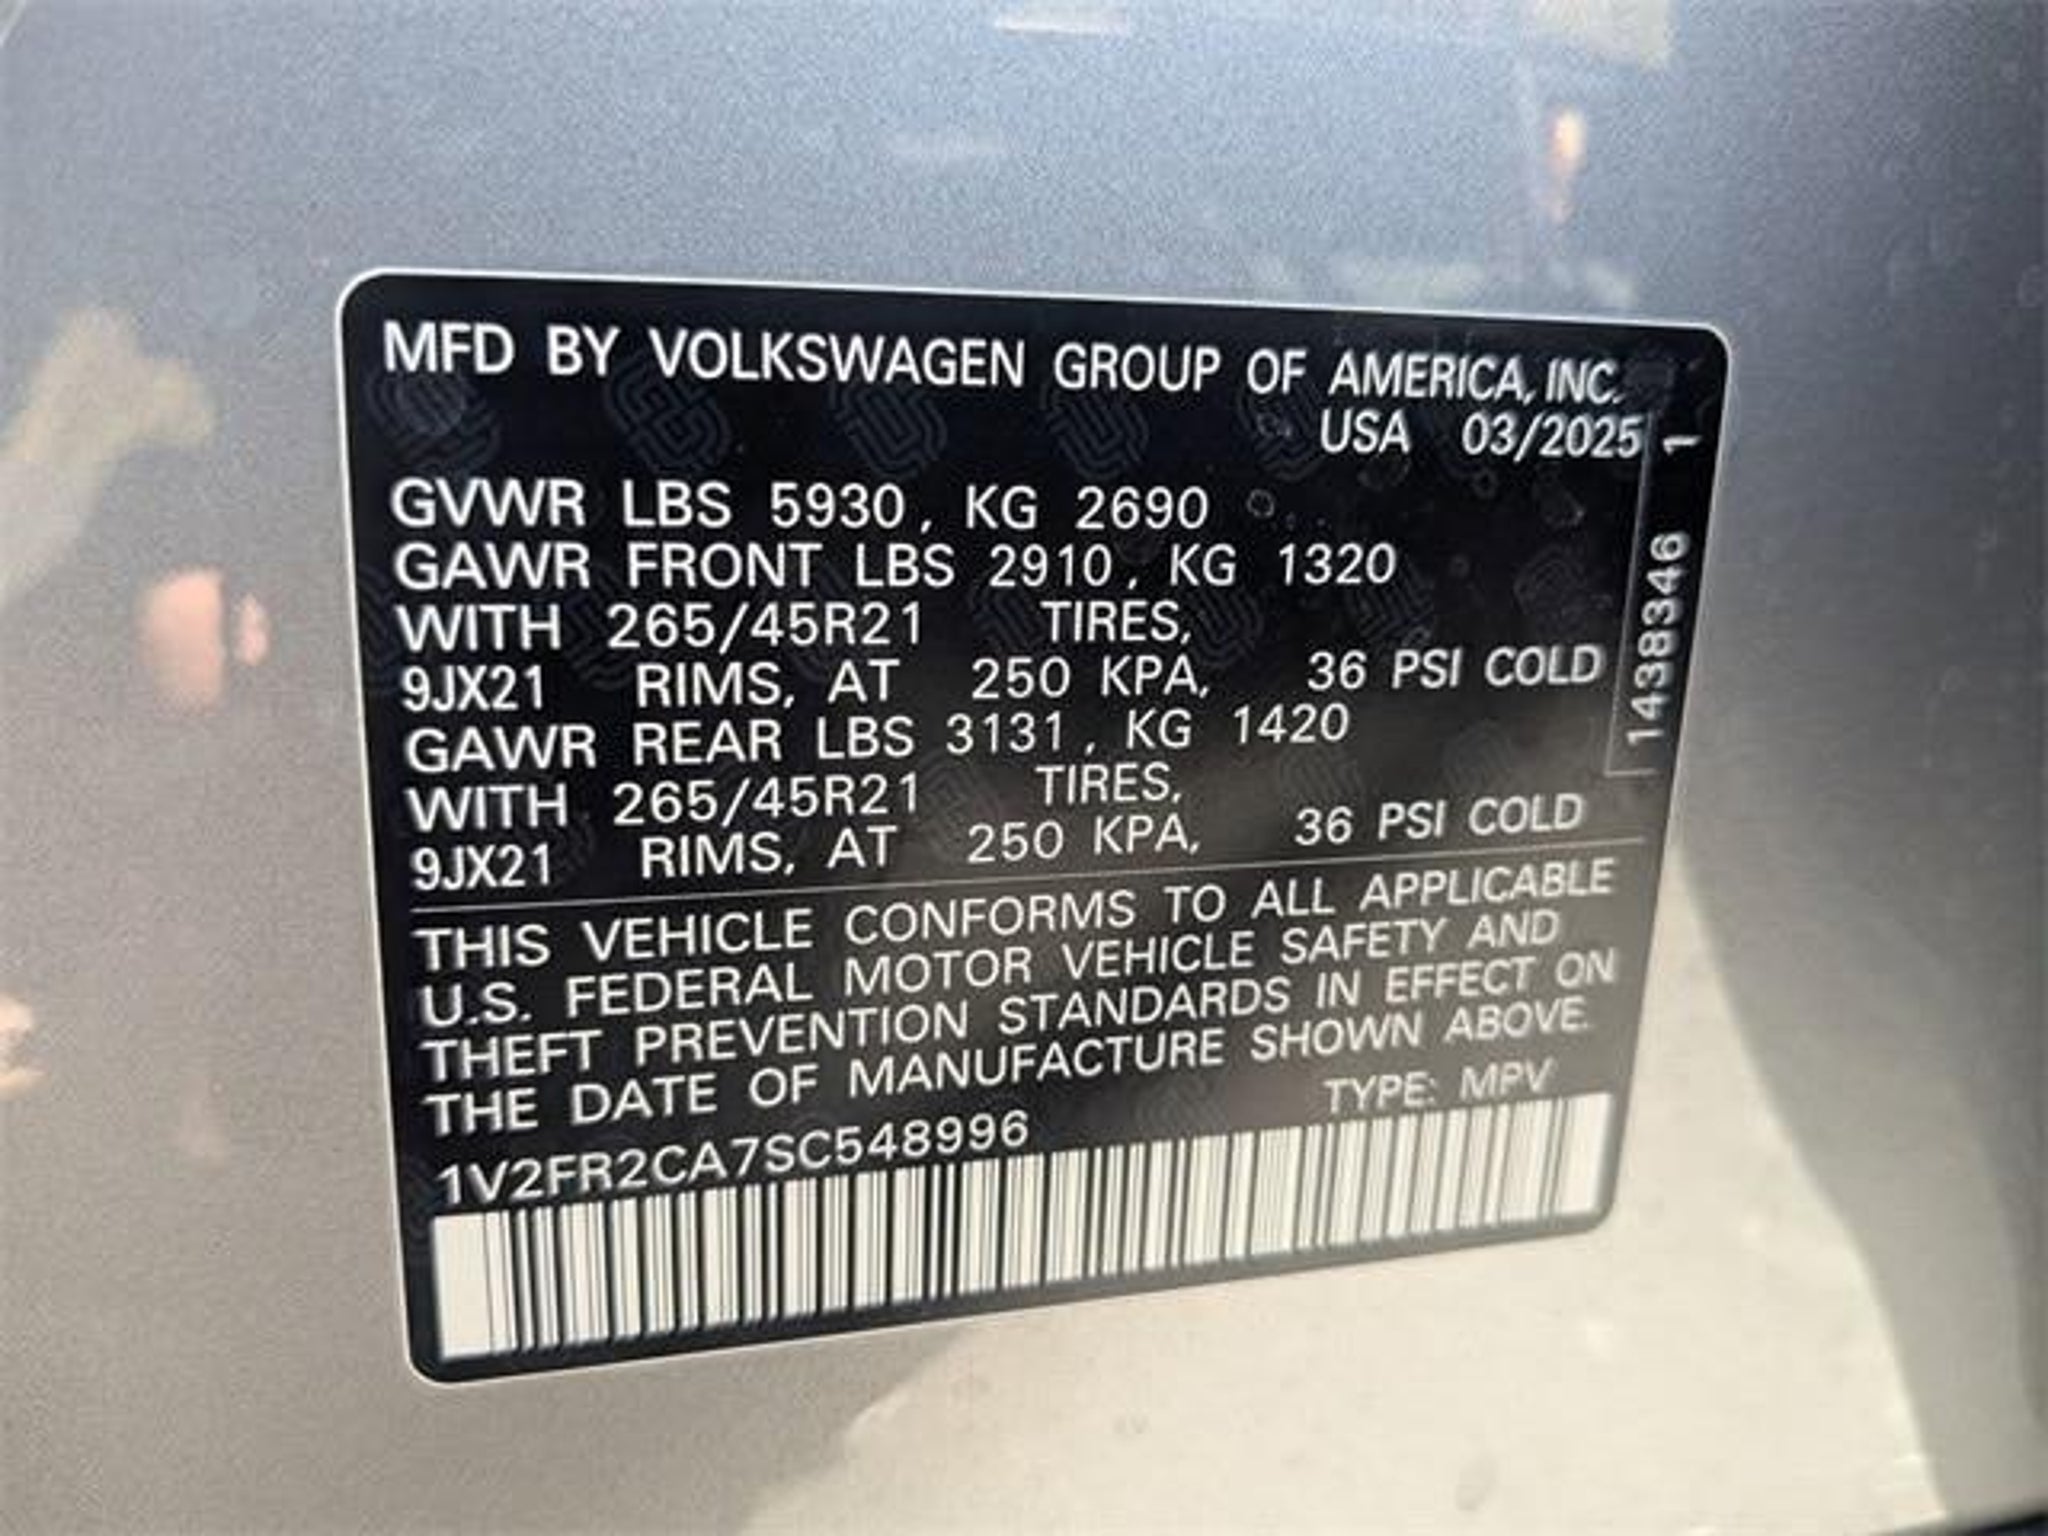 MFD BY VOLKSWAGEN GROUP OF AMERICA, INC.
USA 03/2025
GVWR LBS 5930, KG 2690
GAWR FRONT LBS 2910, KG 1320
WITH 265/45R21 TIRES,
9JX21 RIMS, AT 250 KPA, 36 PSI COLD
GAWR REAR LBS 3131, KG 1420
WITH 265/45R21 TIRES,
9JX21 RIMS, AT 250 KPA, 36 PSI COLD
THIS VEHICLE CONFORMS TO ALL APPLICABLE
U.S. FEDERAL MOTOR VEHICLE SAFETY AND
THEFT PREVENTION STANDARDS IN EFFECT ON
THE DATE OF MANUFACTURE SHOWN ABOVE.
1V2FR2CA7SC548996 TYPE: MPV
1438346 1